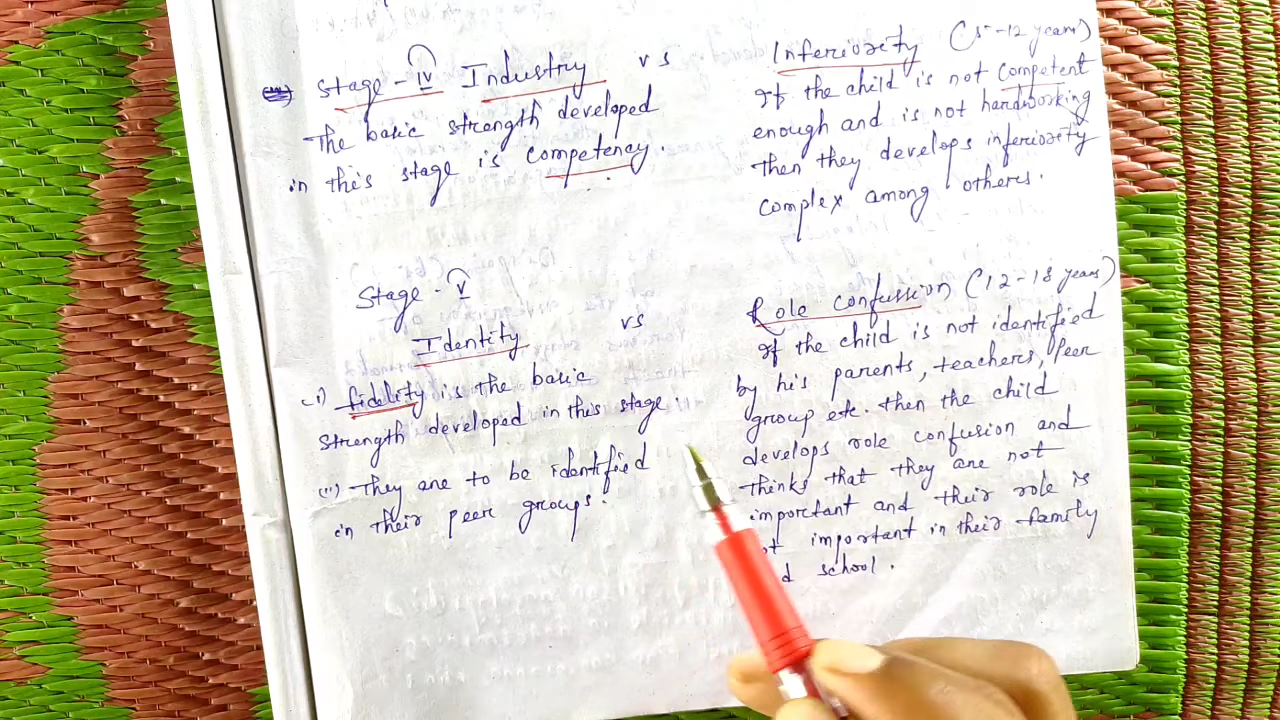 Stage - IV Industry vs Inferiority (5-12 years)
The basic strength developed
in this stage is competency.
If the child is not competent
enough and is not hardworking
then they develops inferiority
complex among others.
Stage - V
Identity vs Role confussion (12-18 years)
(i) fidelity is the basic
strength developed in this stage.
(ii) They are to be identified
in their peer groups.
If the child is not identified
by his parents, teachers, peer
group etc. then the child
develops role confusion and
thinks that they are not
important and their role is
important in their family
school.